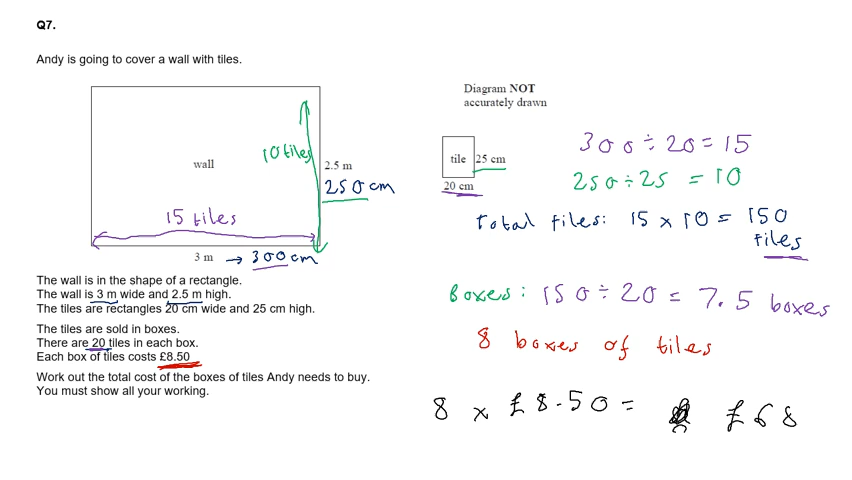 Q7.
Andy is going to cover a wall with tiles.
Diagram NOT
accurately drawn
10 tiles
wall
2.5 m
250 cm
15 tiles
3 m → 300 cm
tile 25 cm
20 cm
300 ÷ 20 = 15
250 ÷ 25 = 10
Total tiles: 15 x 10 = 150
tiles
The wall is in the shape of a rectangle.
The wall is 3 m wide and 2.5 m high.
The tiles are rectangles 20 cm wide and 25 cm high.
The tiles are sold in boxes.
There are 20 tiles in each box.
Each box of tiles costs £8.50
Work out the total cost of the boxes of tiles Andy needs to buy.
You must show all your working.
Boxes: 150 ÷ 20 = 7.5 boxes
8 boxes of tiles
8 x £8.50 = £68